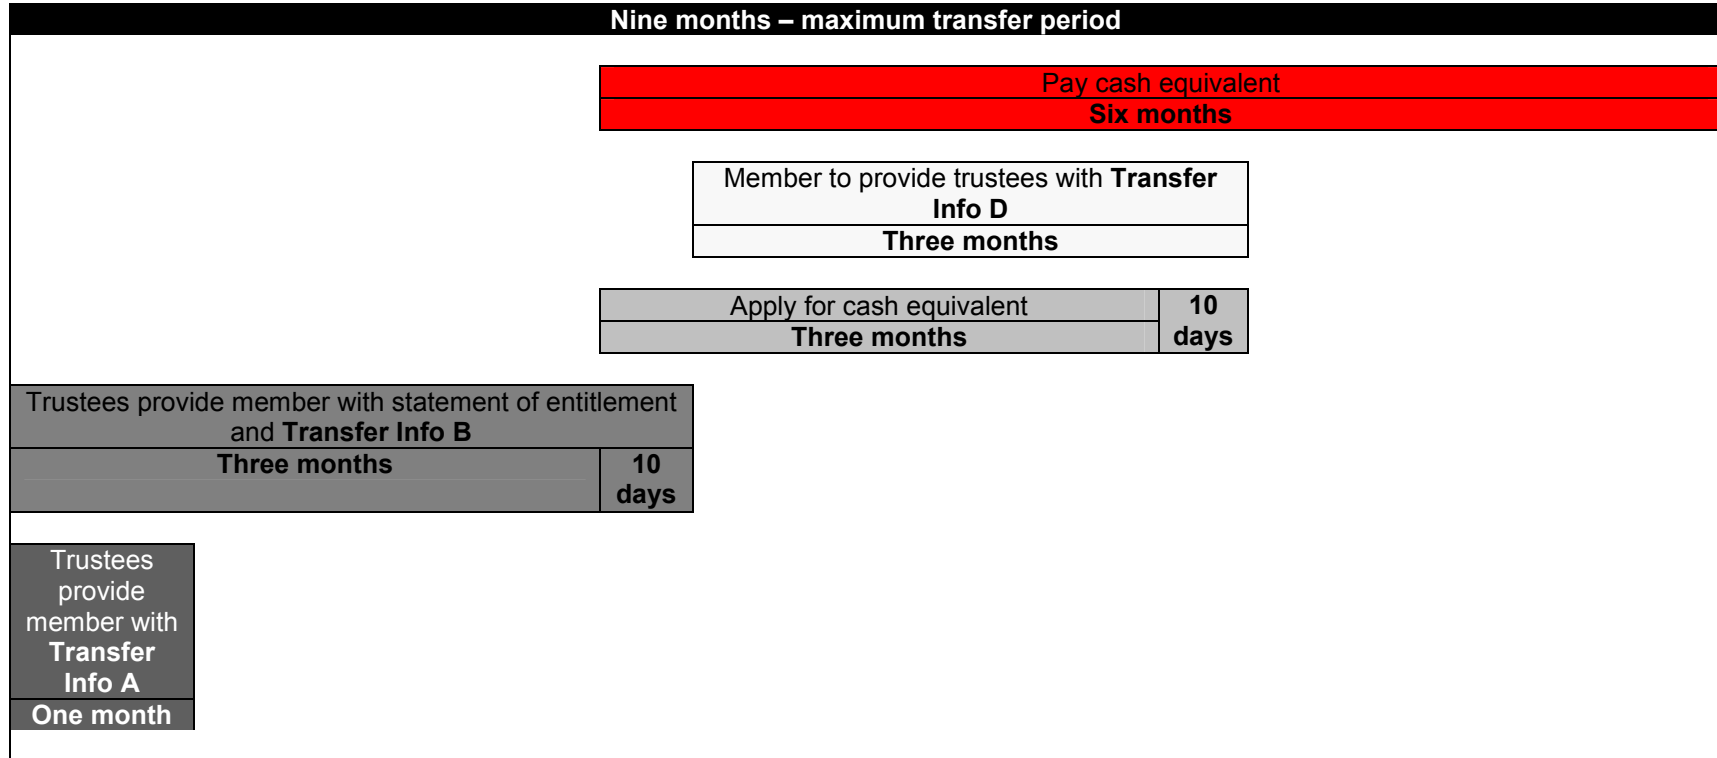 Nine months – maximum transfer period
Pay cash equivalent
Six months
Member to provide trustees with Transfer
Info D
Three months
Apply for cash equivalent
Three months
10
days
Trustees provide member with statement of entitlement
and Transfer Info B
Three months
10
days
Trustees
provide
member with
Transfer
Info A
One month